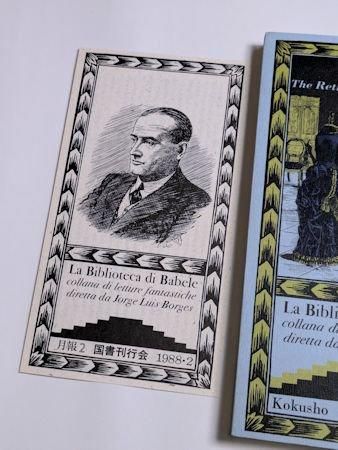 La Biblioteca di Babele
collana di letture fantastiche
diretta da Jorge Luis Borges
月報2 国書刊行会 1988・2
The Ret
La Bibli
collana di
diretta da
Kokusho